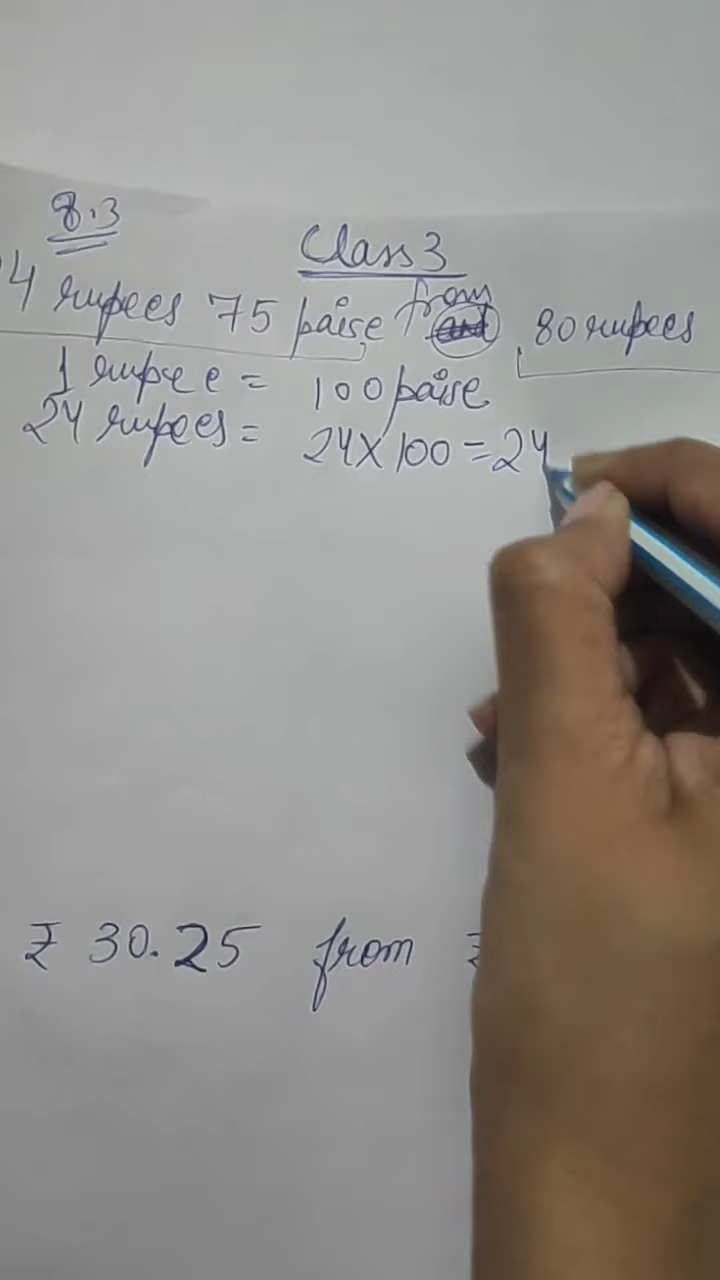 8.3
Class 3
4 rupees 75 paise from 80 rupees
1 rupee = 100 paise
24 rupees = 24 x 100 = 24
₹ 30.25 from ₹